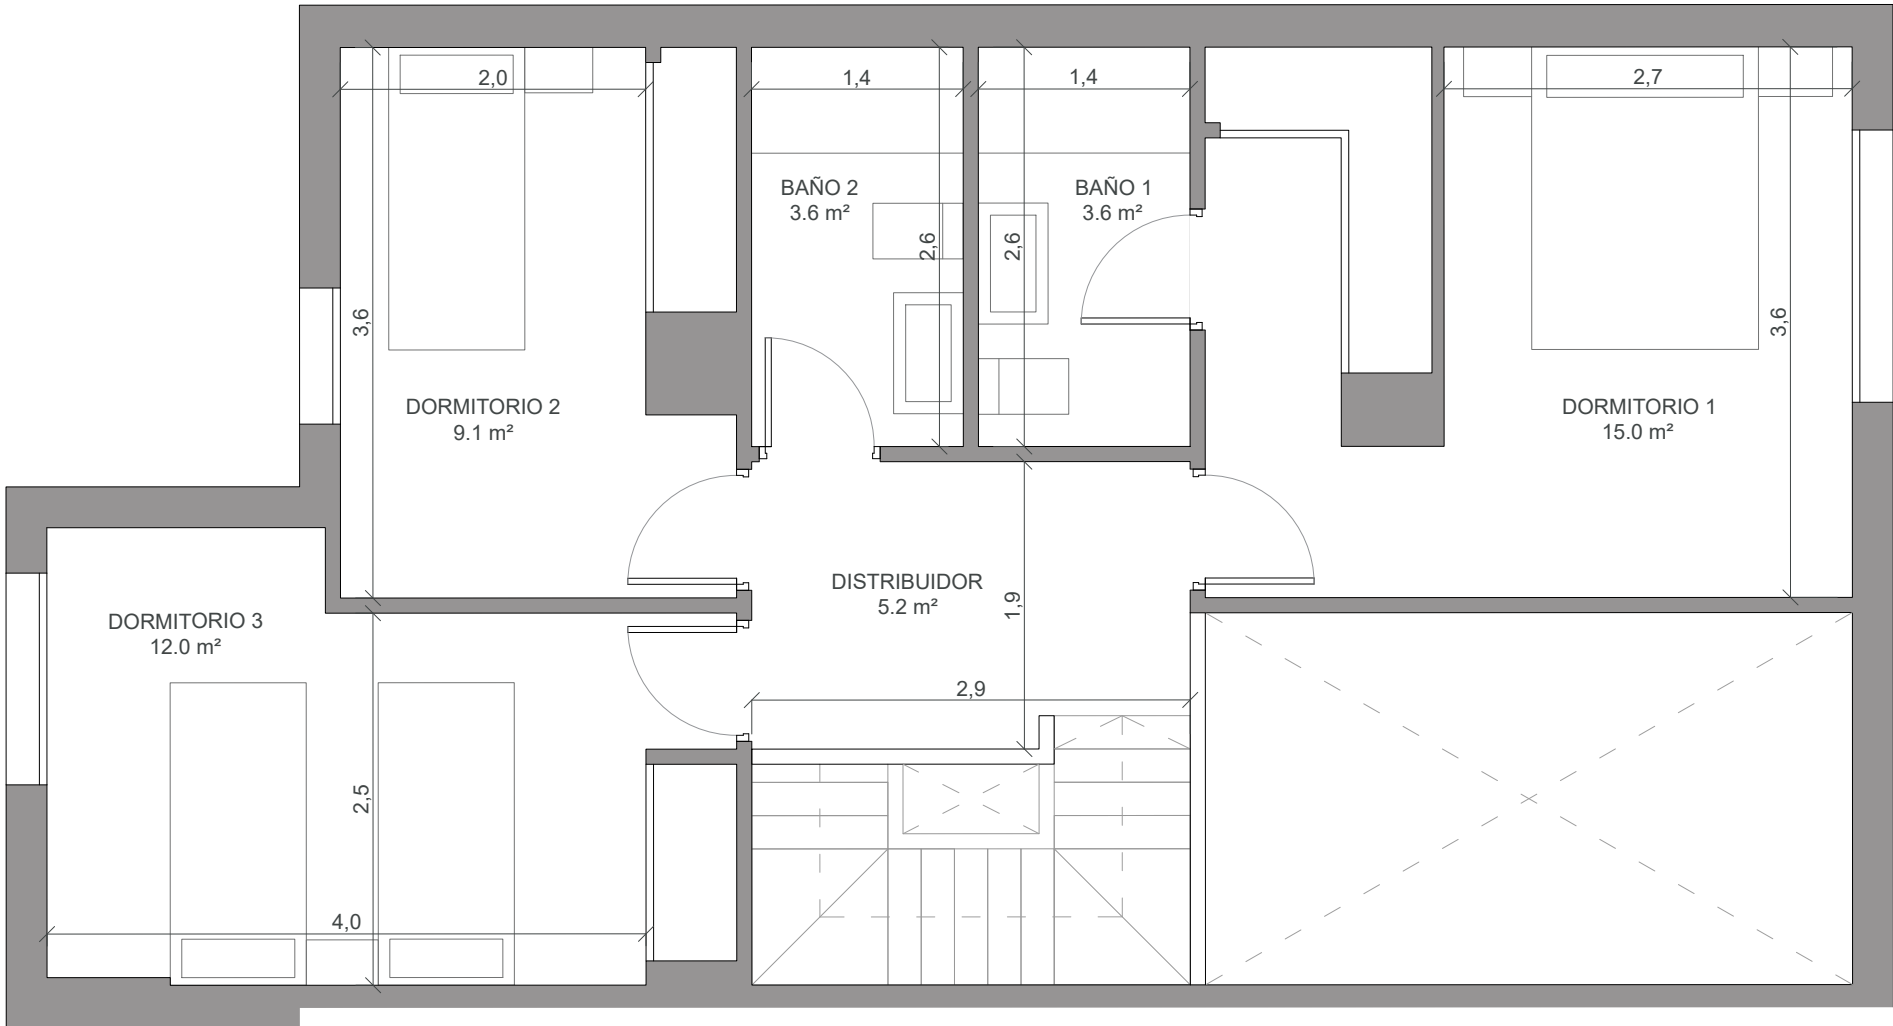 2,0
1,4
1,4
2,7
BAÑO 2
3.6 m²
BAÑO 1
3.6 m²
2,6
2,6
3,6
3,6
DORMITORIO 2
9.1 m²
DORMITORIO 1
15.0 m²
DISTRIBUIDOR
5.2 m²
1,9
DORMITORIO 3
12.0 m²
2,9
2,5
4,0